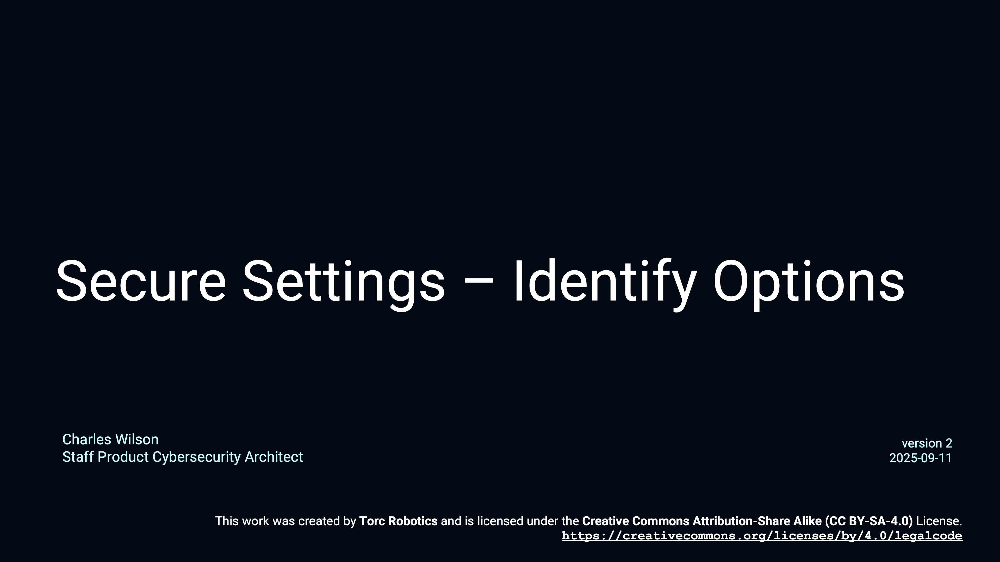 Secure Settings – Identify Options
Charles Wilson
Staff Product Cybersecurity Architect
version 2
2025-09-11
This work was created by Torc Robotics and is licensed under the Creative Commons Attribution-Share Alike (CC BY-SA-4.0) License.
https://creativecommons.org/licenses/by/4.0/legalcode